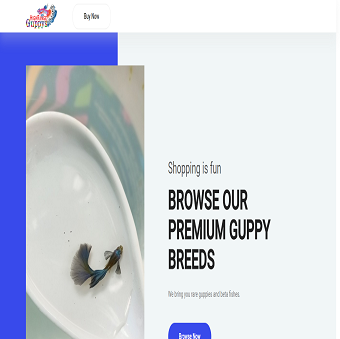 Guppys
Buy Now
Shopping is fun
BROWSE OUR
PREMIUM GUPPY
BREEDS
We bring you rare guppies and beta fishes.
Browse Now